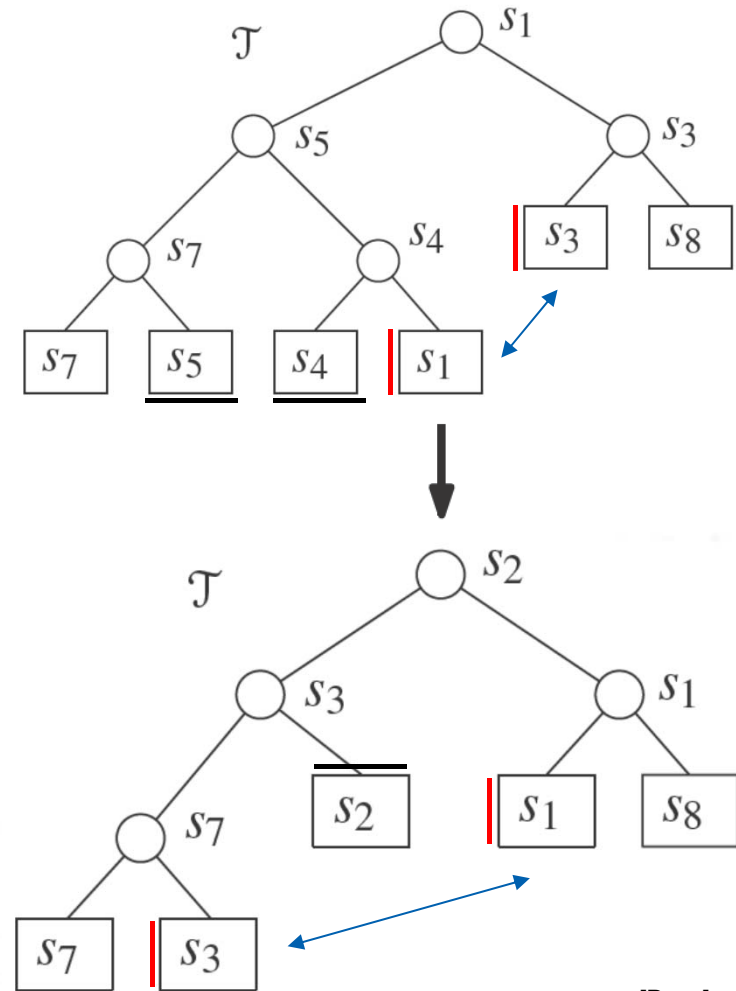 𝒯 s₁
s₅ s₃
s₇ s₄ s₃ s₈
s₇ s₅ s₄ s₁
𝒯 s₂
s₃ s₁
s₇ s₂ s₁ s₈
s₇ s₃